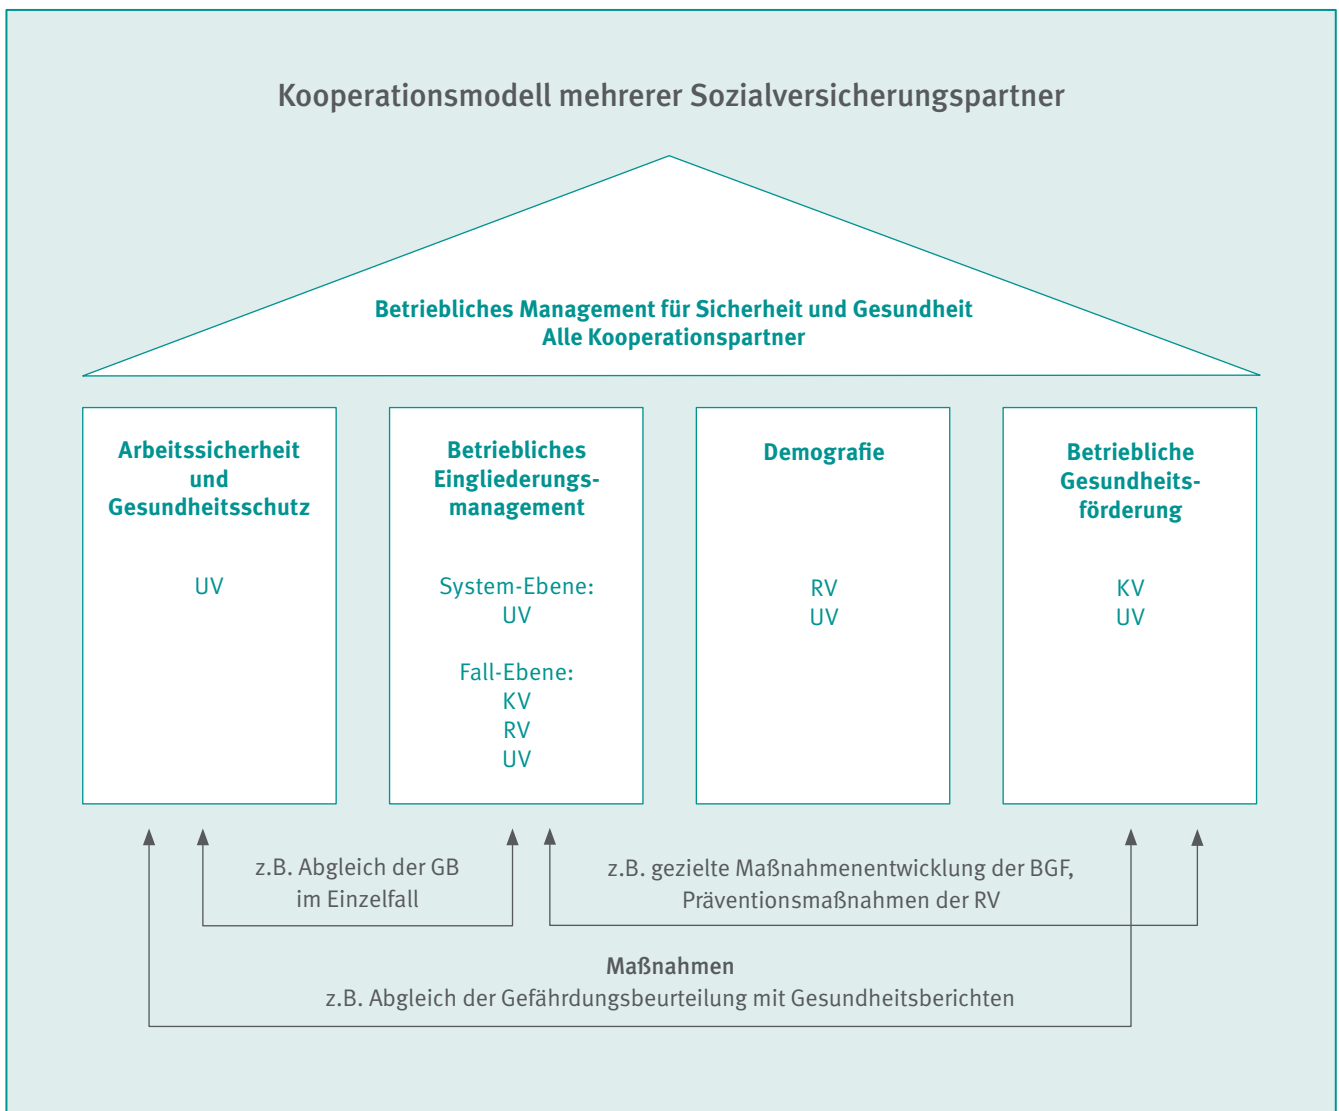 Kooperationsmodell mehrerer Sozialversicherungspartner
Betriebliches Management für Sicherheit und Gesundheit
Alle Kooperationspartner
Arbeitssicherheit
und
Gesundheitsschutz
UV
Betriebliches
Eingliederungs-
management
System-Ebene:
UV
Fall-Ebene:
KV
RV
UV
Demografie
RV
UV
Betriebliche
Gesundheits-
förderung
KV
UV
z.B. Abgleich der GB
im Einzelfall
z.B. gezielte Maßnahmenentwicklung der BGF,
Präventionsmaßnahmen der RV
Maßnahmen
z.B. Abgleich der Gefährdungsbeurteilung mit Gesundheitsberichten